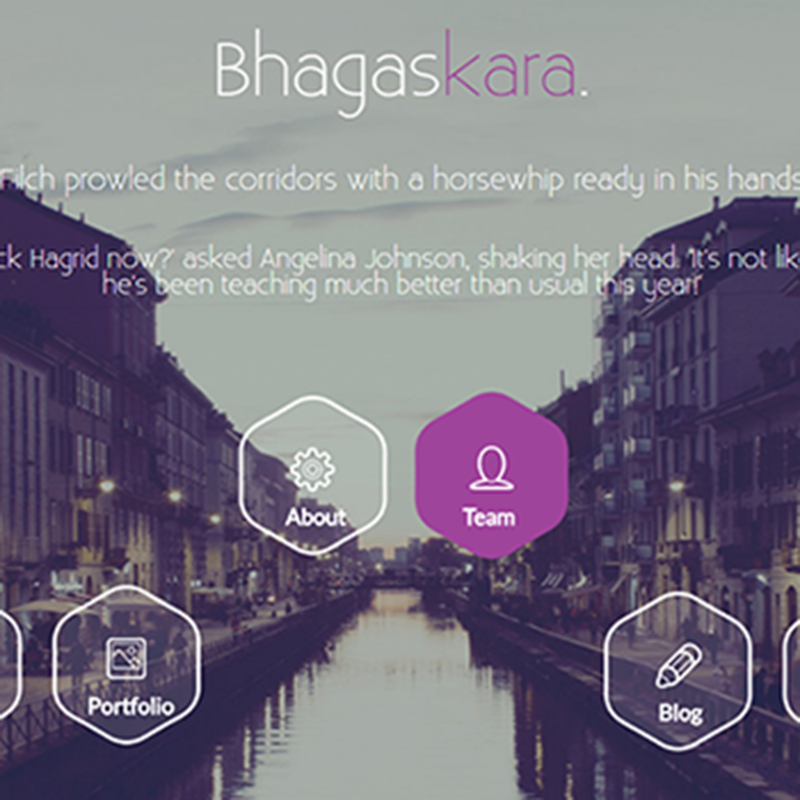 Bhagaskara.
Filch prowled the corridors with a horsewhip ready in his hands
ck Hagrid now?' asked Angelina Johnson, shaking her head. 'It's not lik
he's been teaching much better than usual this year!'
About
Team
Portfolio
Blog